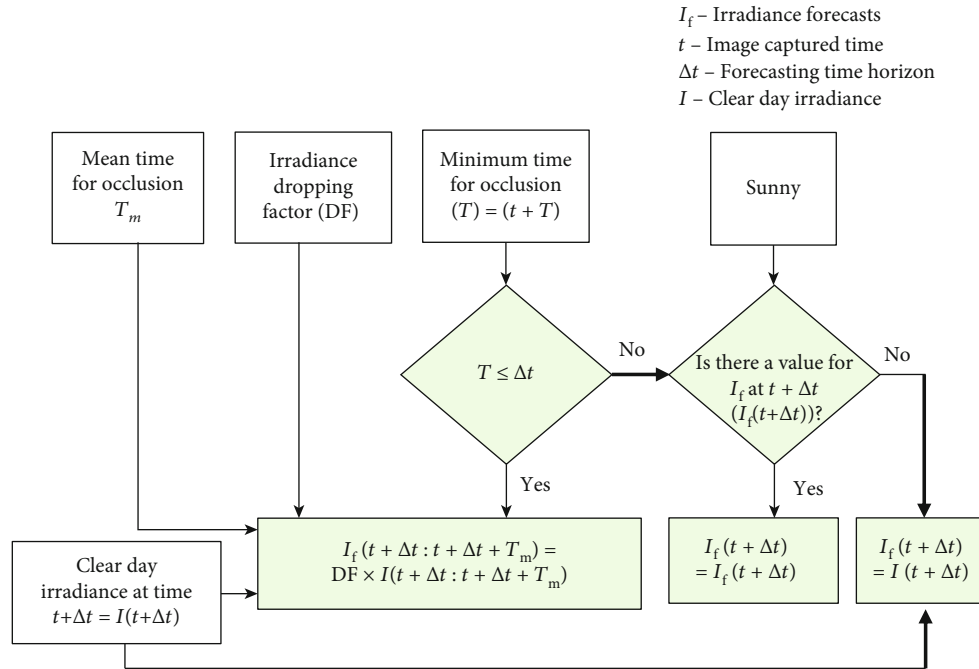 I_f – Irradiance forecasts
t – Image captured time
Δt – Forecasting time horizon
I – Clear day irradiance
Mean time
for occlusion
T_m
Irradiance
dropping
factor (DF)
Minimum time
for occlusion
(T) = (t + T)
Sunny
T ≤ Δt
No
Is there a value for
I_f at t + Δt
(I_f(t+Δt))?
No
Yes
Yes
Clear day
irradiance at time
t+Δt = I(t+Δt)
I_f (t + Δt : t + Δt + T_m) =
DF × I(t + Δt : t + Δt + T_m)
I_f (t + Δt)
= I_f (t + Δt)
I_f (t + Δt)
= I (t + Δt)